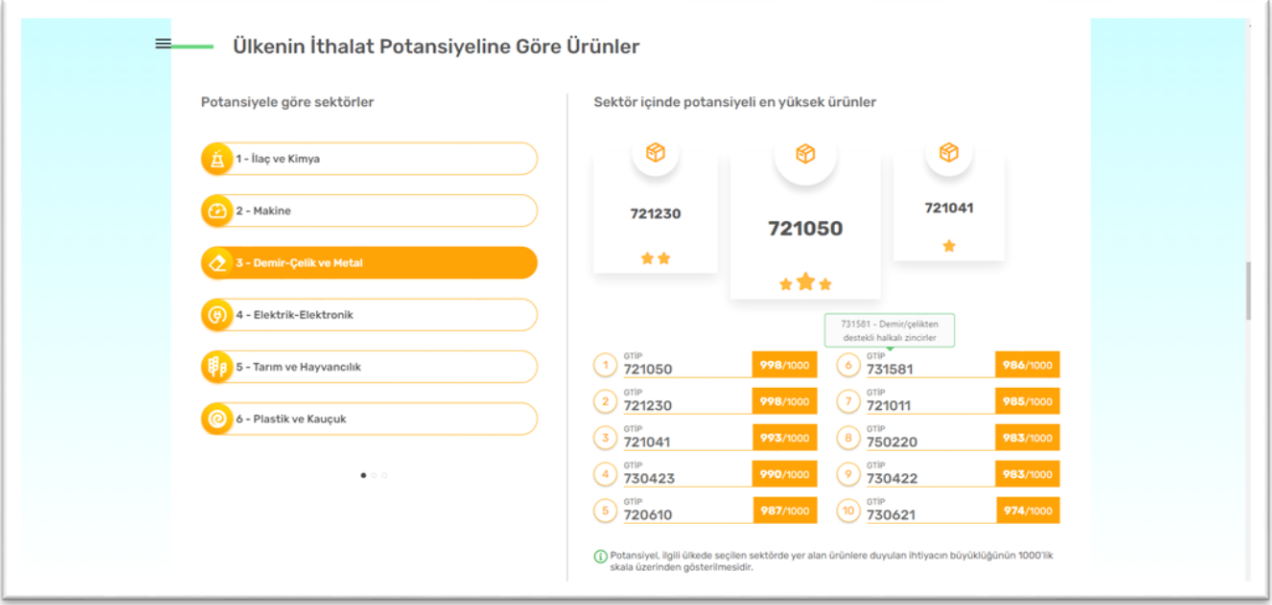 Ülkenin İthalat Potansiyeline Göre Ürünler
Potansiyele göre sektörler
1 - İlaç ve Kimya
2 - Makine
3 - Demir-Çelik ve Metal
4 - Elektrik-Elektronik
5 - Tarım ve Hayvancılık
6 - Plastik ve Kauçuk
Sektör içinde potansiyeli en yüksek ürünler
721230
721050
721041
731581 - Demir/çelikten
destekli halkalı zincirler
1 GTİP 721050 998/1000
2 GTİP 721230 998/1000
3 GTİP 721041 993/1000
4 GTİP 730423 990/1000
5 GTİP 720610 987/1000
6 GTİP 731581 986/1000
7 GTİP 721011 985/1000
8 GTİP 750220 983/1000
9 GTİP 730422 983/1000
10 GTİP 730621 974/1000
Potansiyel, ilgili ülkede seçilen sektörde yer alan ürünlere duyulan ihtiyacın büyüklüğünün 1000'lik
skala üzerinden gösterilmesidir.